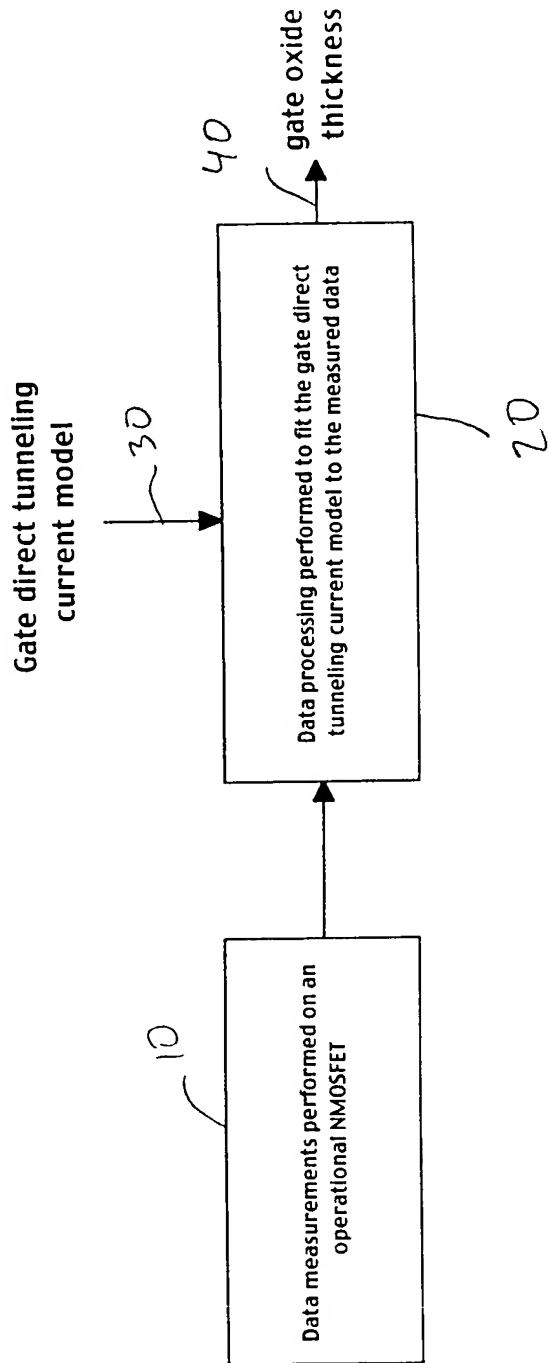 Gate direct tunneling
current model
30
10
Data measurements performed on an
operational NMOSFET
Data processing performed to fit the gate direct
tunneling current model to the measured data
20
40
gate oxide
thickness